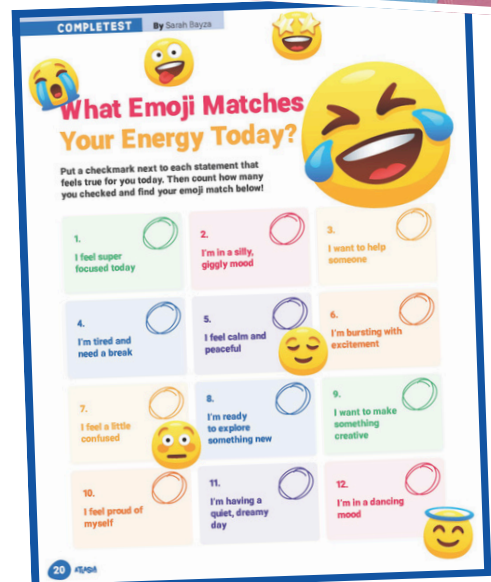 COMPLETEST By Sarah Bayza
What Emoji Matches
Your Energy Today?
Put a checkmark next to each statement that
feels true for you today. Then count how many
you checked and find your emoji match below!
1.
I feel super
focused today
2.
I'm in a silly,
giggly mood
3.
I want to help
someone
4.
I'm tired and
need a break
5.
I feel calm and
peaceful
6.
I'm bursting with
excitement
7.
I feel a little
confused
8.
I'm ready
to explore
something new
9.
I want to make
something
creative
10.
I feel proud of
myself
11.
I'm having a
quiet, dreamy
day
12.
I'm in a dancing
mood
20